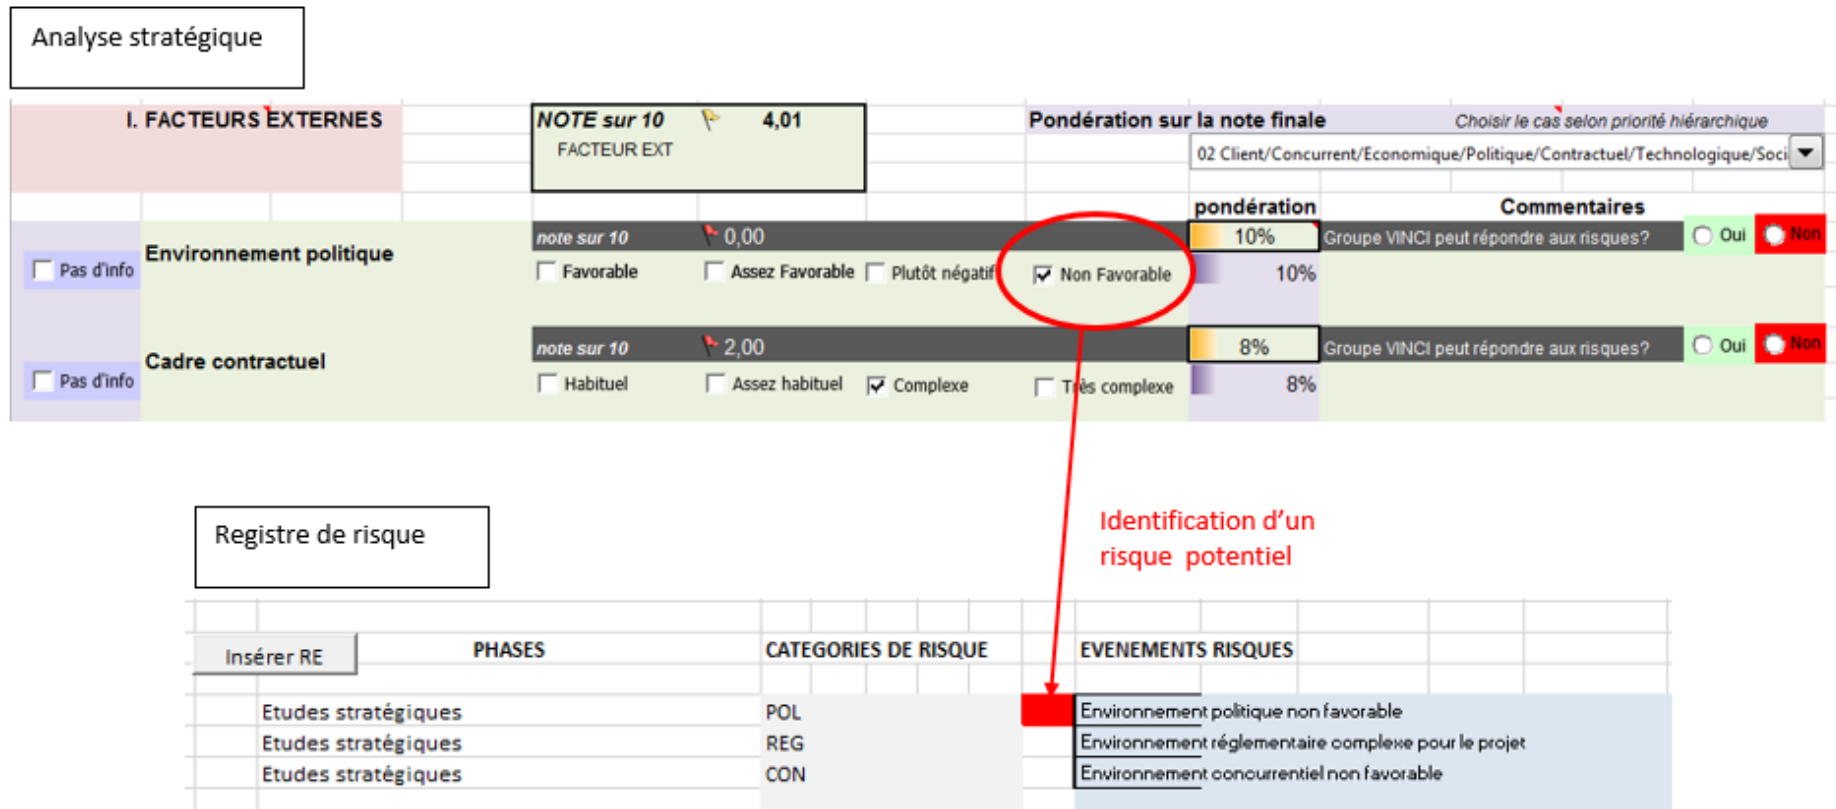 Analyse stratégique
I. FACTEURS EXTERNES
NOTE sur 10 4,01
FACTEUR EXT
Pondération sur la note finale
Choisir le cas selon priorité hiérarchique
02 Client/Concurrent/Economique/Politique/Contractuel/Technologique/Soci
pondération Commentaires
Environnement politique
note sur 10 0,00
10% Groupe VINCI peut répondre aux risques? Oui Non
Pas d'info
Favorable Assez Favorable Plutôt négatif Non Favorable
10%
Cadre contractuel
note sur 10 2,00
8% Groupe VINCI peut répondre aux risques? Oui Non
Pas d'info
Habituel Assez habituel Complexe Très complexe
8%
Registre de risque
Identification d'un
risque potentiel
Insérer RE PHASES CATEGORIES DE RISQUE EVENEMENTS RISQUES
Etudes stratégiques POL Environnement politique non favorable
Etudes stratégiques REG Environnement réglementaire complexe pour le projet
Etudes stratégiques CON Environnement concurrentiel non favorable